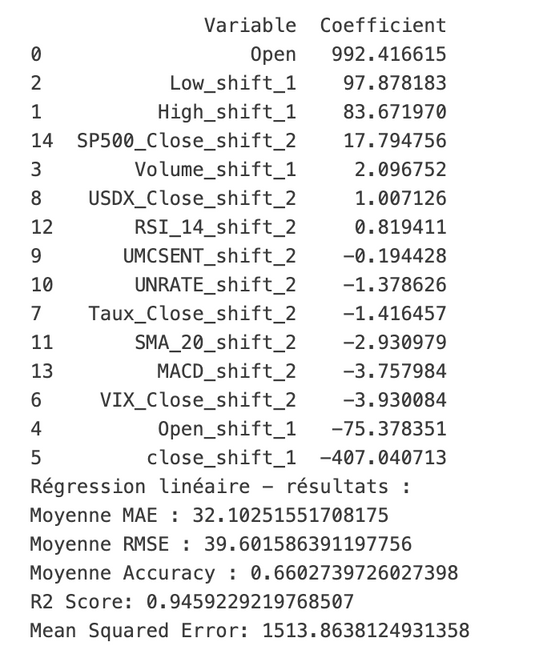 Variable Coefficient
0 Open 992.416615
2 Low_shift_1 97.878183
1 High_shift_1 83.671970
14 SP500_Close_shift_2 17.794756
3 Volume_shift_1 2.096752
8 USDX_Close_shift_2 1.007126
12 RSI_14_shift_2 0.819411
9 UMCSENT_shift_2 -0.194428
10 UNRATE_shift_2 -1.378626
7 Taux_Close_shift_2 -1.416457
11 SMA_20_shift_2 -2.930979
13 MACD_shift_2 -3.757984
6 VIX_Close_shift_2 -3.930084
4 Open_shift_1 -75.378351
5 close_shift_1 -407.040713
Régression linéaire - résultats :
Moyenne MAE : 32.10251551708175
Moyenne RMSE : 39.601586391197756
Moyenne Accuracy : 0.6602739726027398
R2 Score: 0.9459229219768507
Mean Squared Error: 1513.8638124931358